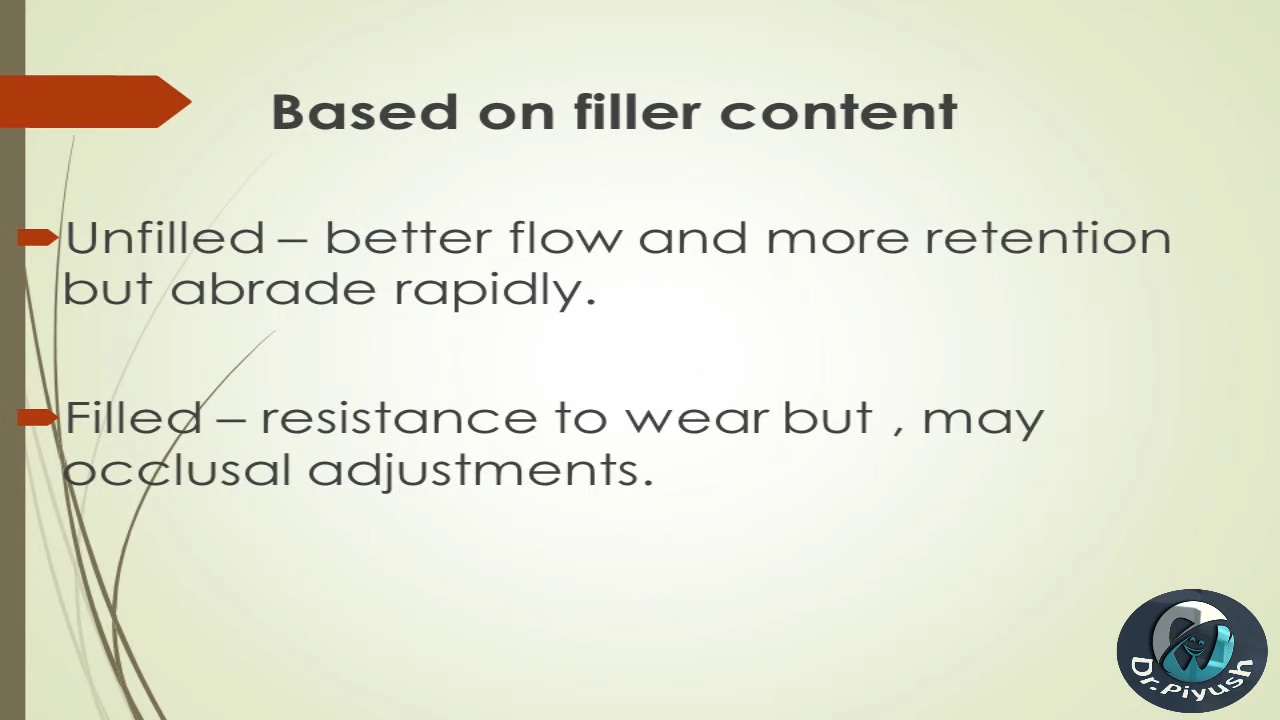 Based on filler content
Unfilled – better flow and more retention
but abrade rapidly.
Filled – resistance to wear but , may
occlusal adjustments.
Dr.Piyush